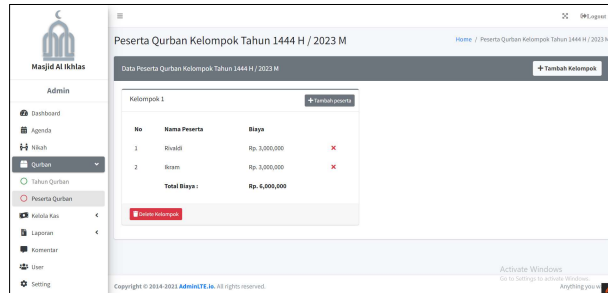 Logout
Peserta Qurban Kelompok Tahun 1444 H / 2023 M
Home / Peserta Qurban Kelompok Tahun 1444 H / 2023 M
Masjid Al Ikhlas
Data Peserta Qurban Kelompok Tahun 1444 H / 2023 M
+ Tambah Kelompok
Admin
Kelompok 1
+ Tambah peserta
Dashboard
Agenda
Nikah
Qurban
Tahun Qurban
Peserta Qurban
Kelola Kas
Laporan
Komentar
User
Setting
No Nama Peserta Biaya
1 Rivaldi Rp. 3,000,000
2 Ikram Rp. 3,000,000
Total Biaya : Rp. 6,000,000
Delete Kelompok
Activate Windows
Go to Settings to activate Windows.
Copyright © 2014-2021 AdminLTE.io. All rights reserved.
Anything you